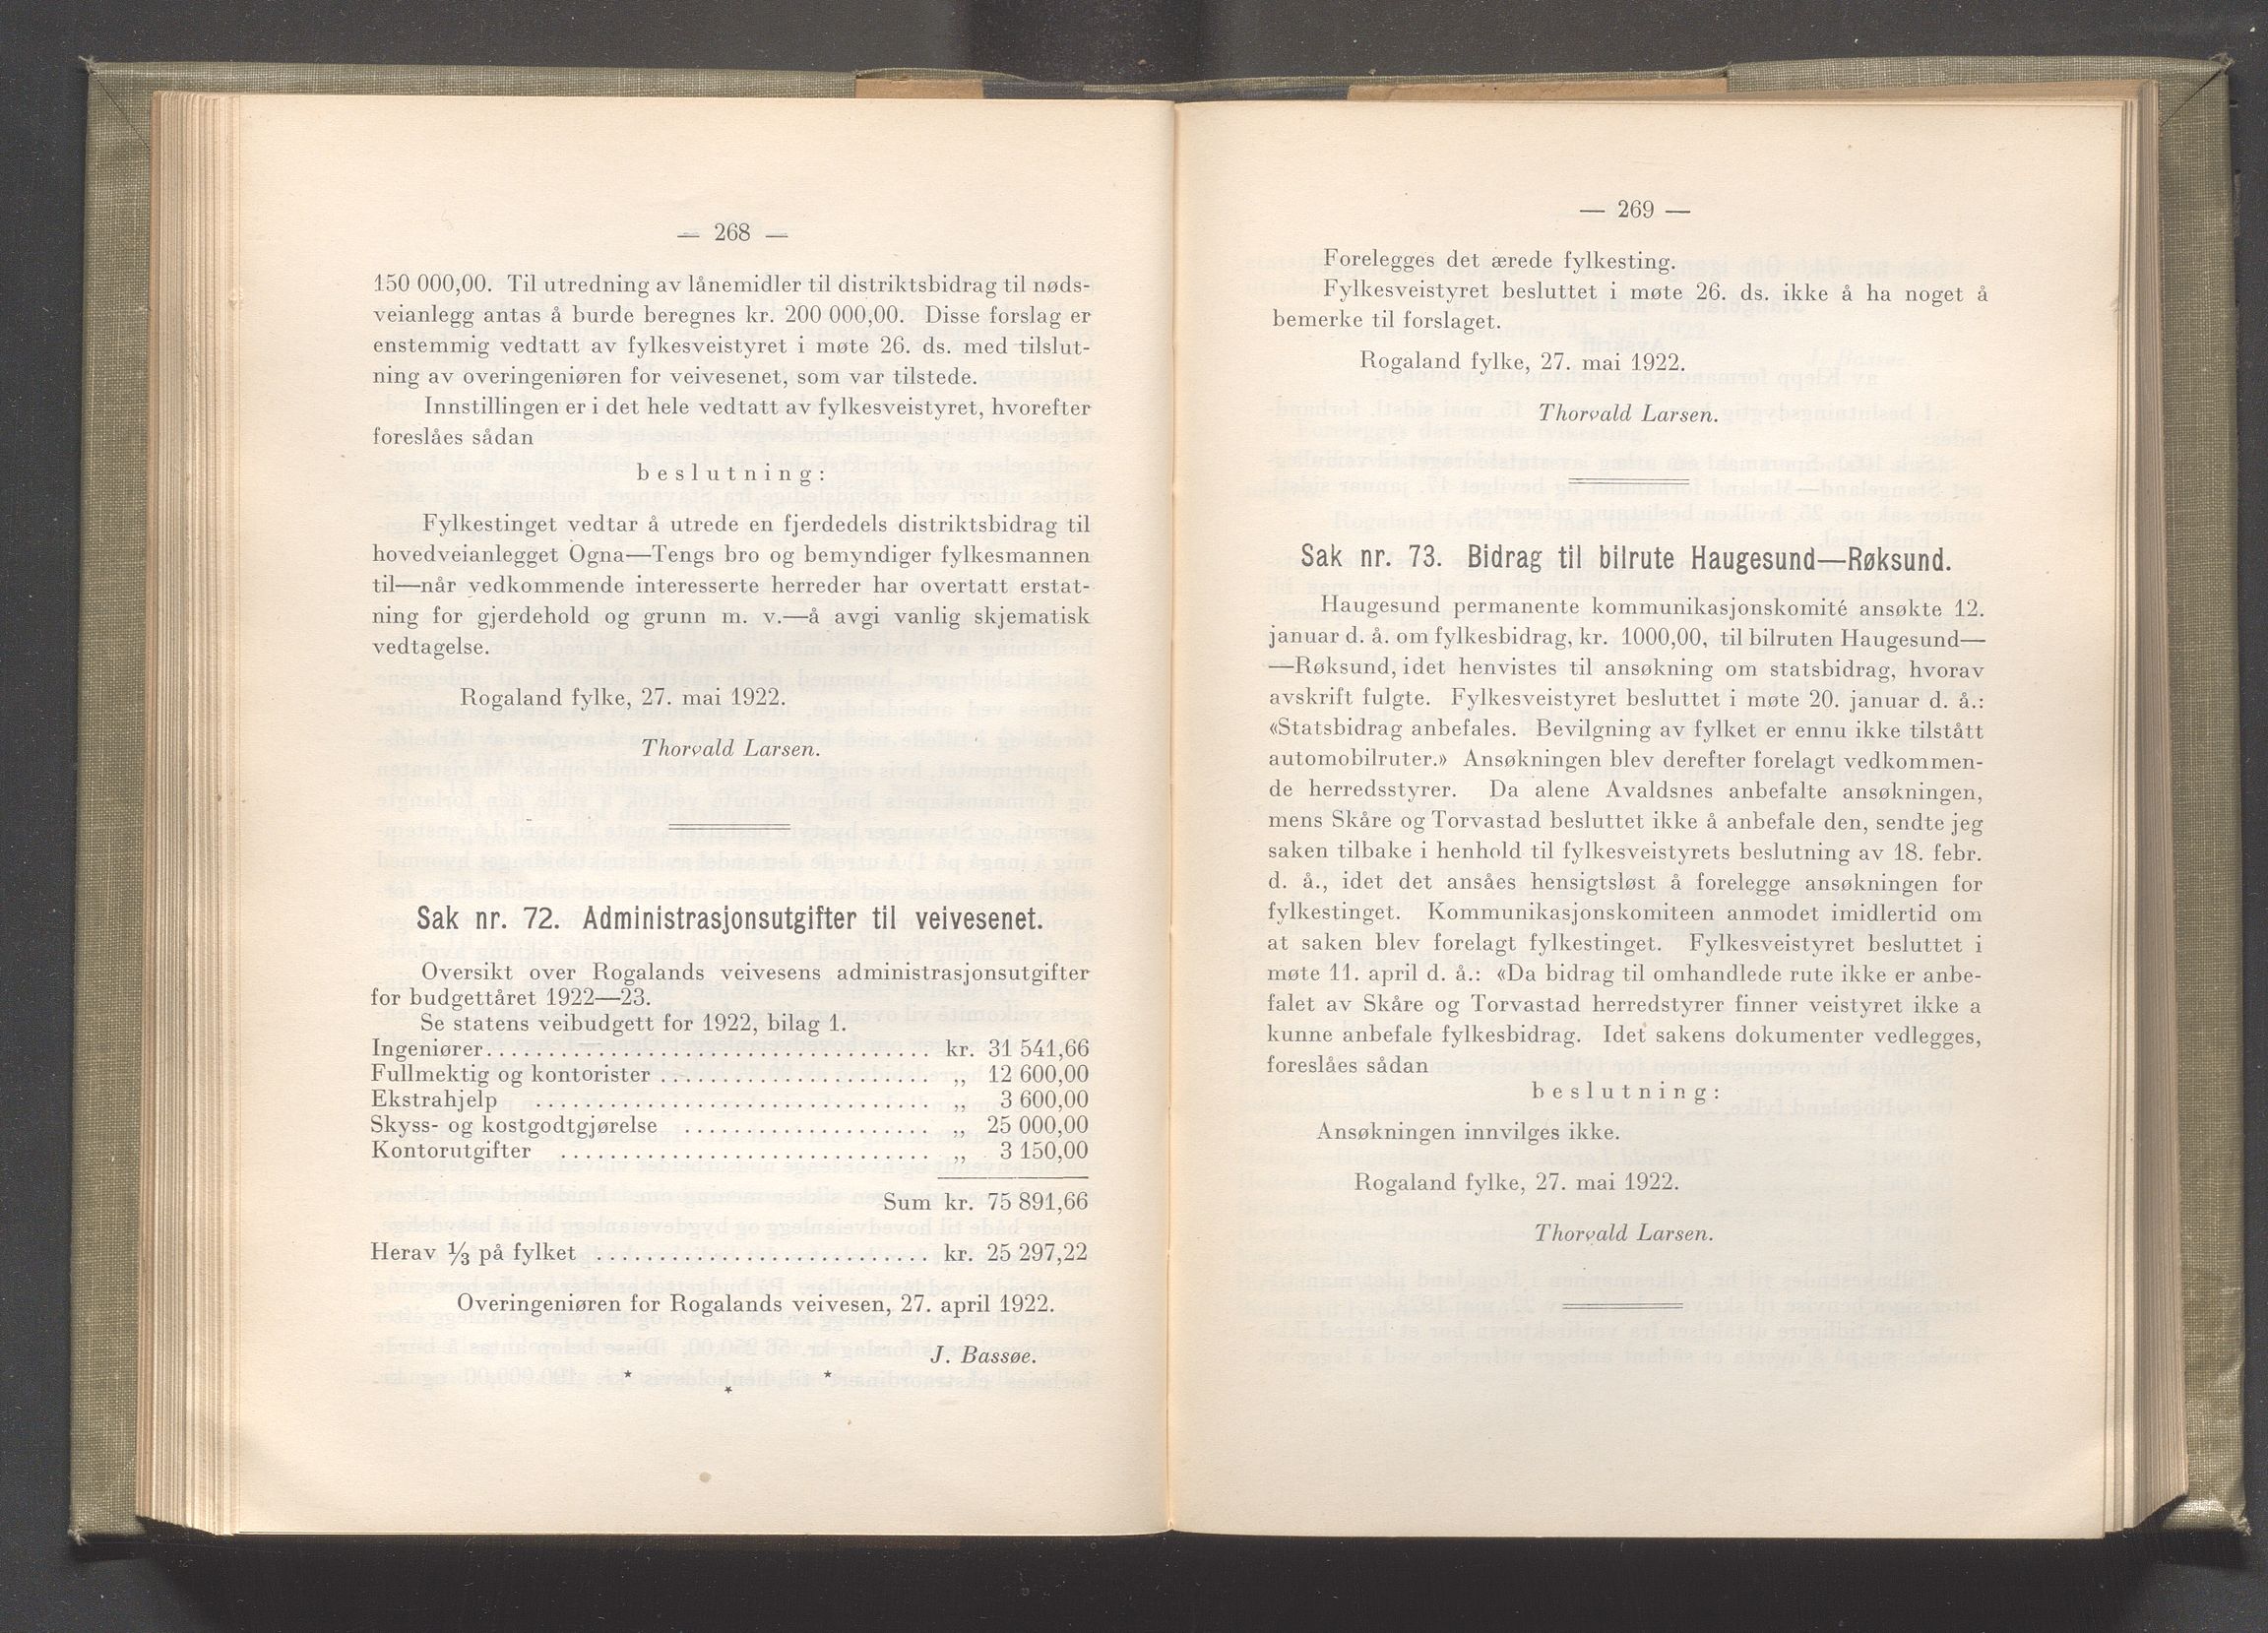 — 268 —
150 000,00. Til utredning av lånemidler til distriktsbidrag til nøds-
veianlegg antas å burde beregnes kr. 200 000,00. Disse forslag er
enstemmig vedtatt av fylkesveistyret i møte 26. ds. med tilslut-
ning av overingeniøren for veivesenet, som var tilstede.
Innstillingen er i det hele vedtatt av fylkesveistyret, hvorefter
foreslåes sådan
beslutning:
Fylkestinget vedtar å utrede en fjerdedels distriktsbidrag til
hovedveianlegget Ogna—Tengs bro og bemyndiger fylkesmannen
til—når vedkommende interesserte herreder har overtatt erstat-
ning for gjerdehold og grunn m. v.—å avgi vanlig skjematisk
vedtagelse.
Rogaland fylke, 27. mai 1922.
Thorvald Larsen.
Sak nr. 72. Administrasjonsutgifter til veivesenet.
Oversikt over Rogalands veivesens administrasjonsutgifter
for budgettåret 1922—23.
Se statens veibudgett for 1922, bilag 1.
Ingeniører.................................... kr. 31 541,66
Fullmektig og kontorister ...................... „ 12 600,00
Ekstrahjelp ................................ „ 3 600,00
Skyss- og kostgodtgjørelse .................... „ 25 000,00
Kontorutgifter .............................. „ 3 150,00
Sum kr. 75 891,66
Herav ⅓ på fylket ........................... kr. 25 297,22
Overingeniøren for Rogalands veivesen, 27. april 1922.
J. Bassøe.
* * *
— 269 —
Forelegges det ærede fylkesting.
Fylkesveistyret besluttet i møte 26. ds. ikke å ha noget å
bemerke til forslaget.
Rogaland fylke, 27. mai 1922.
Thorvald Larsen.
Sak nr. 73. Bidrag til bilrute Haugesund—Røksund.
Haugesund permanente kommunikasjonskomité ansøkte 12.
januar d. å. om fylkesbidrag, kr. 1000,00, til bilruten Haugesund—
—Røksund, idet henvistes til ansøkning om statsbidrag, hvorav
avskrift fulgte. Fylkesveistyret besluttet i møte 20. januar d. å.:
«Statsbidrag anbefales. Bevilgning av fylket er ennu ikke tilstått
automobilruter.» Ansøkningen blev derefter forelagt vedkommen-
de herredsstyrer. Da alene Avaldsnes anbefalte ansøkningen,
mens Skåre og Torvastad besluttet ikke å anbefale den, sendte jeg
saken tilbake i henhold til fylkesveistyrets beslutning av 18. febr.
d. å., idet det ansåes hensigtsløst å forelegge ansøkningen for
fylkestinget. Kommunikasjonskomiteen anmodet imidlertid om
at saken blev forelagt fylkestinget. Fylkesveistyret besluttet i
møte 11. april d. å.: «Da bidrag til omhandlede rute ikke er anbe-
falet av Skåre og Torvastad herredstyrer finner veistyret ikke a
kunne anbefale fylkesbidrag. Idet sakens dokumenter vedlegges,
foreslåes sådan
beslutning:
Ansøkningen innvilges ikke.
Rogaland fylke, 27. mai 1922.
Thorvald Larsen.